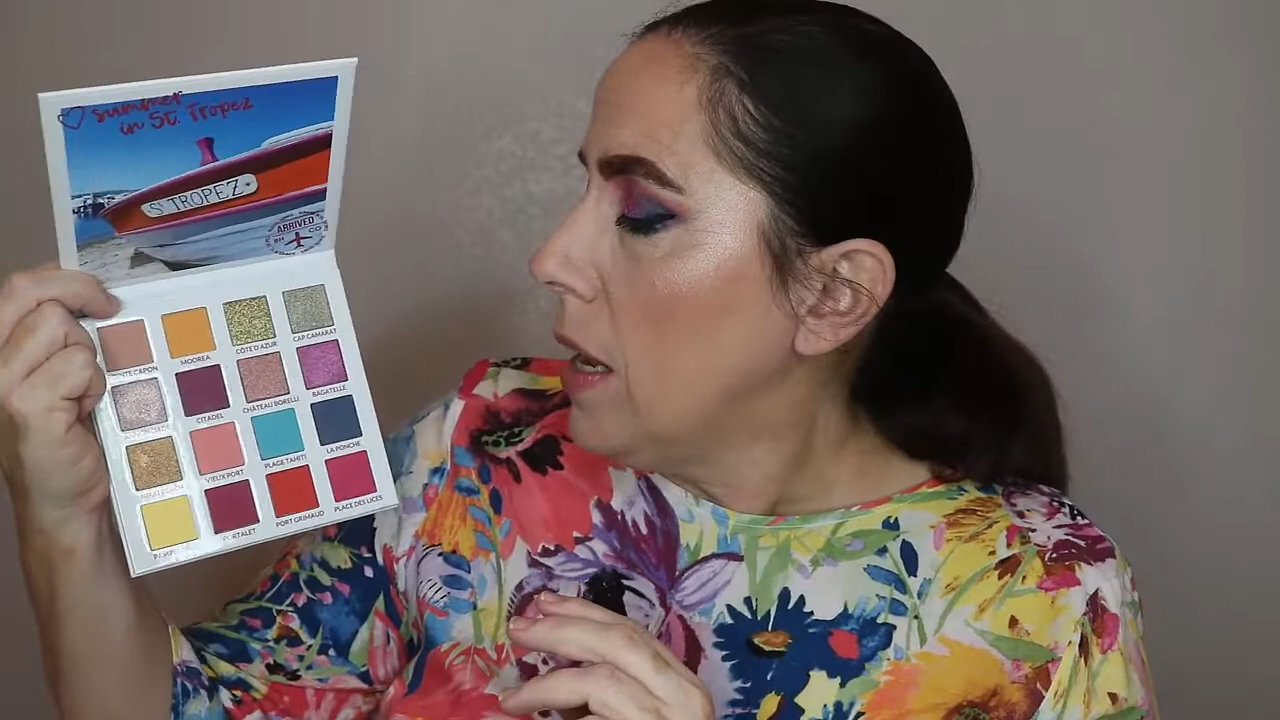 summer
in St. Tropez
ST TROPEZ
ARRIVED
MOOREA
CÔTE D'AZUR
CAP CAMARAT
CITADEL
CHÂTEAU BORELLI
BAGATELLE
VIEUX PORT
PLAGE TAHITI
LA PONCHE
PORT GRIMAUD
PLACE DES LICES